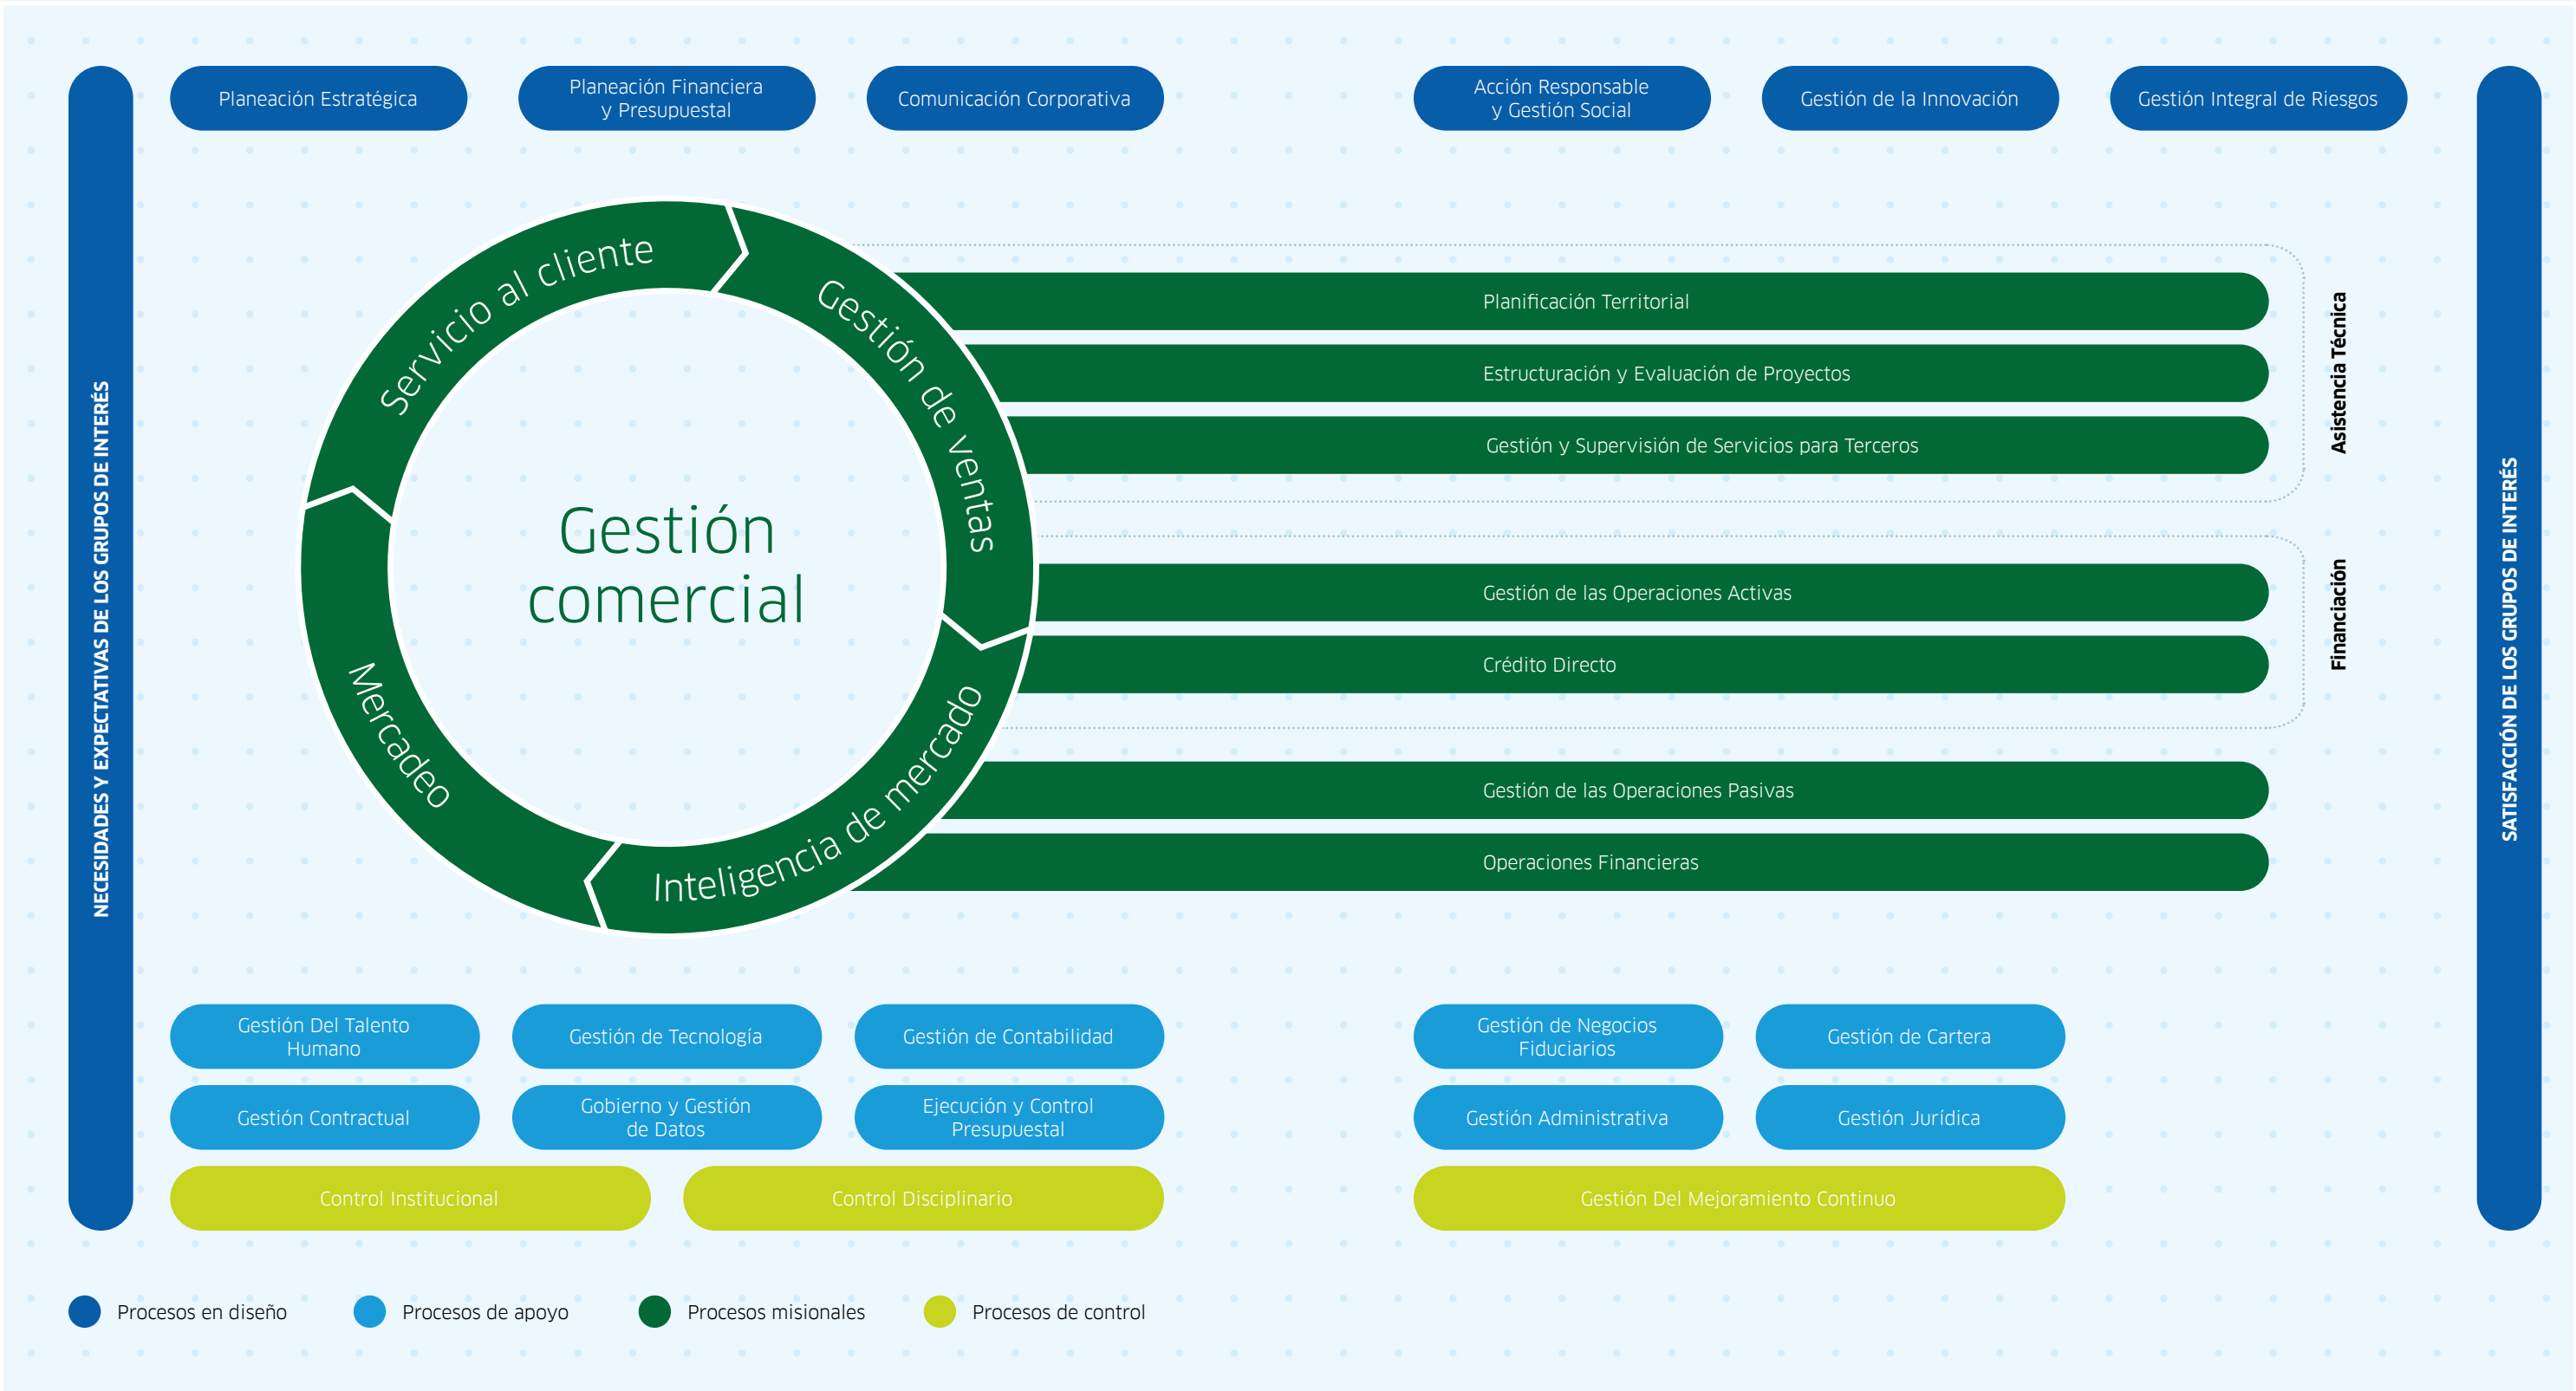 NECESIDADES Y EXPECTATIVAS DE LOS GRUPOS DE INTERÉS
Planeación Estratégica
Planeación Financiera
y Presupuestal
Comunicación Corporativa
Acción Responsable
y Gestión Social
Gestión de la Innovación
Gestión Integral de Riesgos
Servicio al cliente
Gestión de ventas
Inteligencia de mercado
Mercadeo
Gestión
comercial
Planificación Territorial
Estructuración y Evaluación de Proyectos
Gestión y Supervisión de Servicios para Terceros
Asistencia Técnica
Gestión de las Operaciones Activas
Crédito Directo
Financiación
Gestión de las Operaciones Pasivas
Operaciones Financieras
SATISFACCIÓN DE LOS GRUPOS DE INTERÉS
Gestión Del Talento
Humano
Gestión de Tecnología
Gestión de Contabilidad
Gestión de Negocios
Fiduciarios
Gestión de Cartera
Gestión Contractual
Gobierno y Gestión
de Datos
Ejecución y Control
Presupuestal
Gestión Administrativa
Gestión Jurídica
Control Institucional
Control Disciplinario
Gestión Del Mejoramiento Continuo
Procesos en diseño
Procesos de apoyo
Procesos misionales
Procesos de control